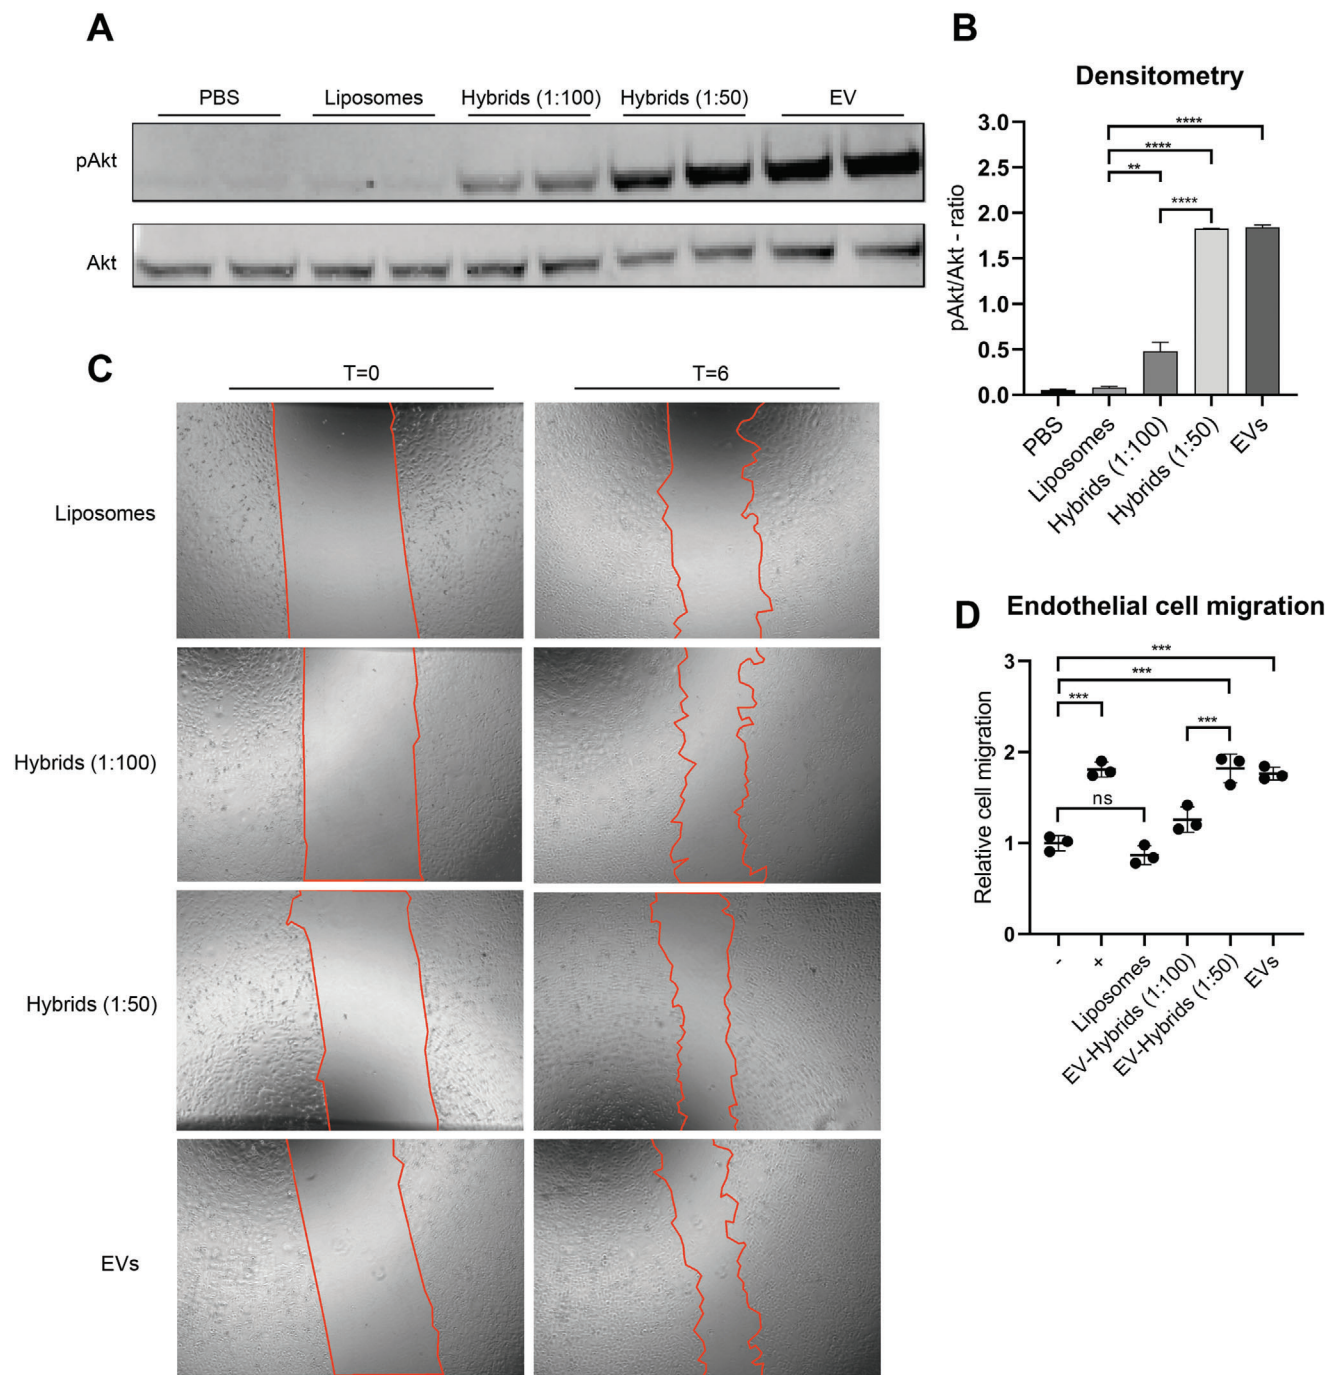 A
PBS
Liposomes
Hybrids (1:100)
Hybrids (1:50)
EV
pAkt
Akt
B
Densitometry
pAkt/Akt - ratio
3.0
2.5
2.0
1.5
1.0
0.5
0.0
****
****
**
****
PBS
Liposomes
Hybrids (1:100)
Hybrids (1:50)
EVs
C
T=0
T=6
Liposomes
Hybrids (1:100)
Hybrids (1:50)
EVs
D
Endothelial cell migration
Relative cell migration
3
2
1
0
***
***
***
***
ns
-
+
Liposomes
EV-Hybrids (1:100)
EV-Hybrids (1:50)
EVs